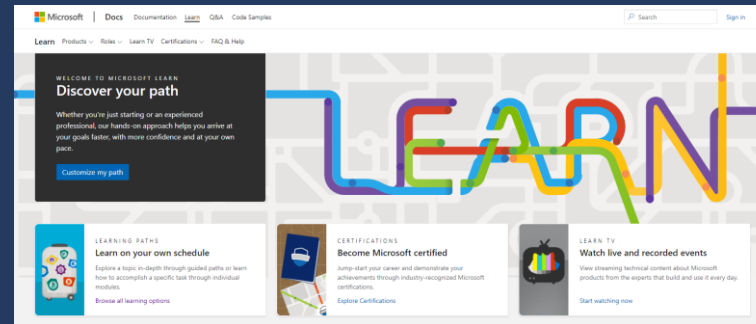 Microsoft Docs Documentation Learn Q&A Code Samples Search Sign in
Learn Products Roles Learn TV Certifications FAQ & Help
WELCOME TO MICROSOFT LEARN
Discover your path
Whether you're just starting or an experienced
professional, our hands-on approach helps you arrive at
your goals faster, with more confidence and at your own
pace.
Customize my path
LEARN
LEARNING PATHS
Learn on your own schedule
Explore a topic in-depth through guided paths or learn
how to accomplish a specific task through individual
modules.
Browse all learning options
CERTIFICATIONS
Become Microsoft certified
Jump-start your career and demonstrate your
achievements through industry-recognized Microsoft
certifications.
Explore Certifications
LEARN TV
Watch live and recorded events
View streaming technical content about Microsoft
products from the experts that build and use it every day.
Start watching now